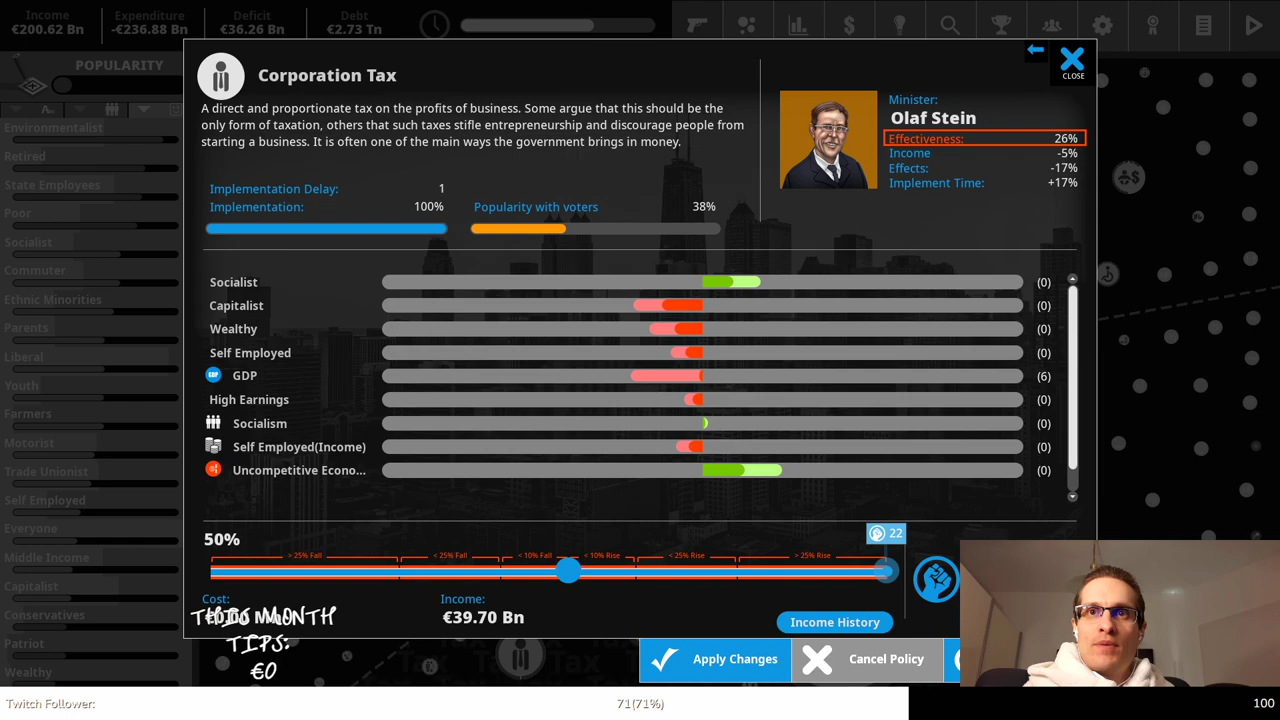 Income
Expenditure
Deficit
Debt
€200.62 Bn
-€236.88 Bn
€36.26 Bn
€2.73 Tn
POPULARITY
Environmentalist
Retired
State Employees
Poor
Socialist
Commuter
Ethnic Minorities
Parents
Liberal
Youth
Farmers
Motorist
Trade Unionist
Self Employed
Everyone
Middle Income
Capitalist
Conservatives
Patriot
Wealthy
Corporation Tax
CLOSE
A direct and proportionate tax on the profits of business. Some argue that this should be the
only form of taxation, others that such taxes stifle entrepreneurship and discourage people from
starting a business. It is often one of the main ways the government brings in money.
Minister:
Olaf Stein
Effectiveness: 26%
Income -5%
Effects: -17%
Implement Time: +17%
Implementation Delay: 1
Implementation: 100%
Popularity with voters 38%
Socialist (0)
Capitalist (0)
Wealthy (0)
Self Employed (0)
GDP GDP (6)
High Earnings (0)
Socialism (0)
Self Employed(Income) (0)
Uncompetitive Econo... (0)
50%
22
> 25% Fall < 25% Fall < 10% Fall < 10% Rise < 25% Rise > 25% Rise
Cost:
Income:
€39.70 Bn
THIS MONTH
TIPS:
€0
Income History
Apply Changes
Cancel Policy
Tax
Twitch Follower:
71(71%)
100